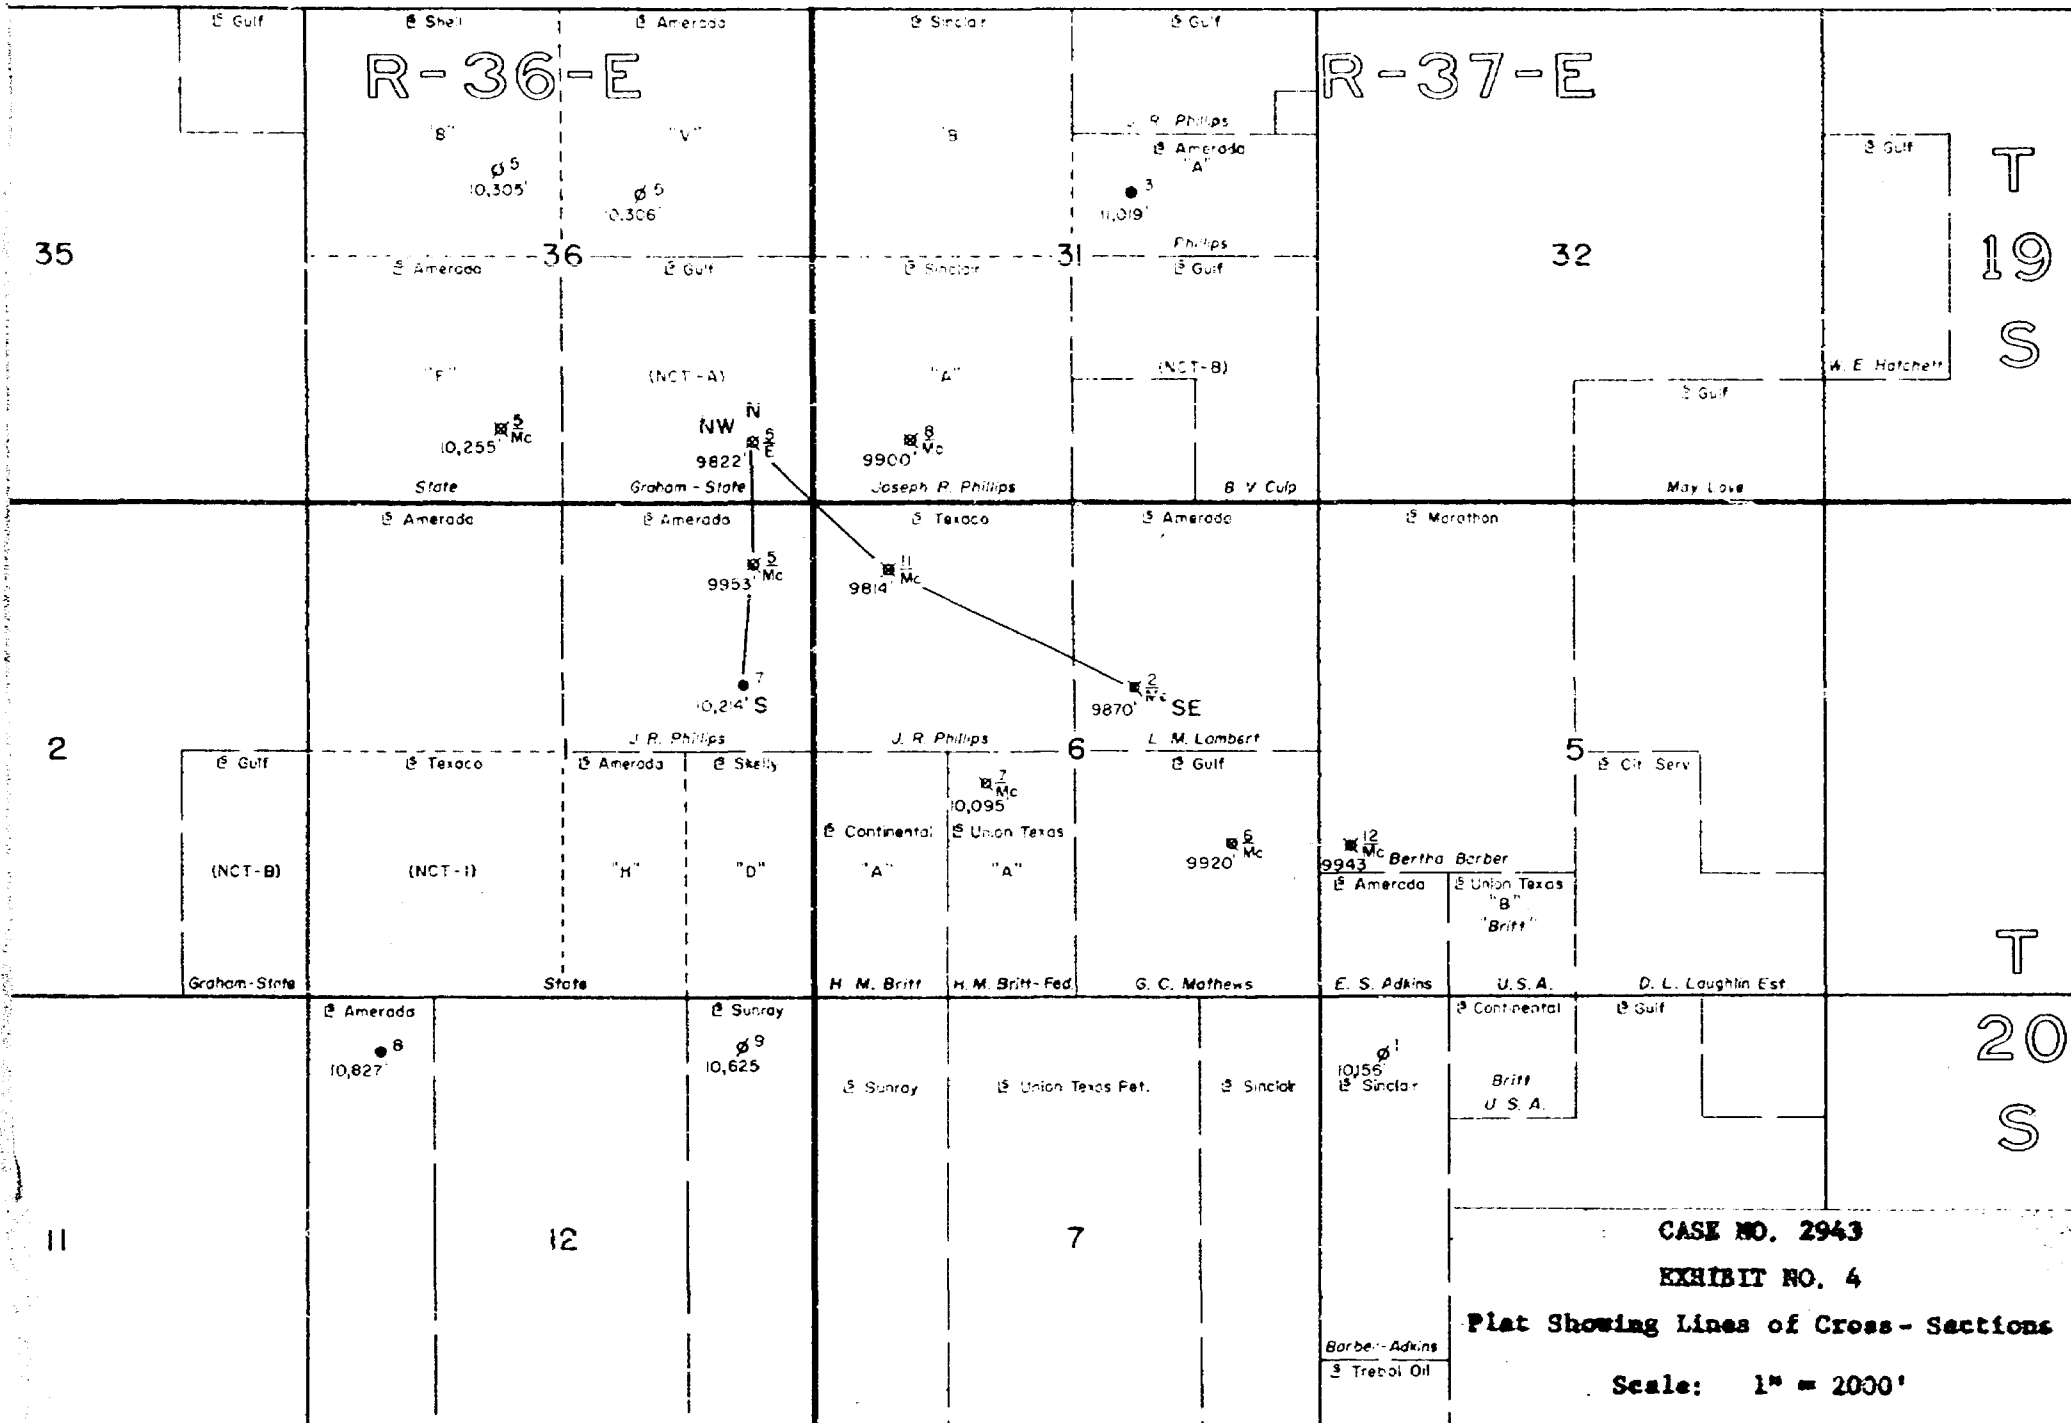 Gulf
Shell
Amerada
Sinclair
Gulf
R-36-E
R-37-E
"B"
"V"
"B
J. R. Phillips
Amerada
"A"
Gulf
T
19
S
5
10,305'
5
10,306'
3
11,019'
Phillips
35
36
31
32
Amerada
Gulf
Sinclair
Gulf
(NCT-A)
"A"
(NCT-B)
W. E. Hatchett
Gulf
5
Mc
10,255'
NW
N
9822'
E
8
Mc
9900'
State
Graham-State
Joseph R. Phillips
B V Culp
May Love
Amerada
Amerada
Texaco
Amerada
Marathon
5
Mc
9953'
11
Mc
9814'
7
10,214' S
2
Mc
9870'
SE
2
1
6
5
J. R. Phillips
J. R. Phillips
L. M. Lambert
Gulf
Texaco
Amerada
Skelly
Gulf
Cit Serv
7
Mc
10,095'
Continental
Union Texas
6
Mc
9920'
12
Mc
9943
Bertha Barber
(NCT-B)
(NCT-1)
"H"
"D"
"A"
"A"
Amerada
Union Texas
"B"
"Britt"
Graham-State
State
H. M. Britt
H. M. Britt-Fed
G. C. Mathews
E. S. Adkins
U.S.A.
D. L. Laughlin Est
T
20
S
Amerada
Sunray
Continental
Gulf
8
10,827'
9
10,625
1
10,156'
Sunray
Union Texas Pet.
Sinclair
Sinclair
Britt
U.S.A.
11
12
7
Barber-Adkins
Trebol Oil
CASE NO. 2943
EXHIBIT NO. 4
Plat Showing Lines of Cross-Sections
Scale: 1" = 2000'